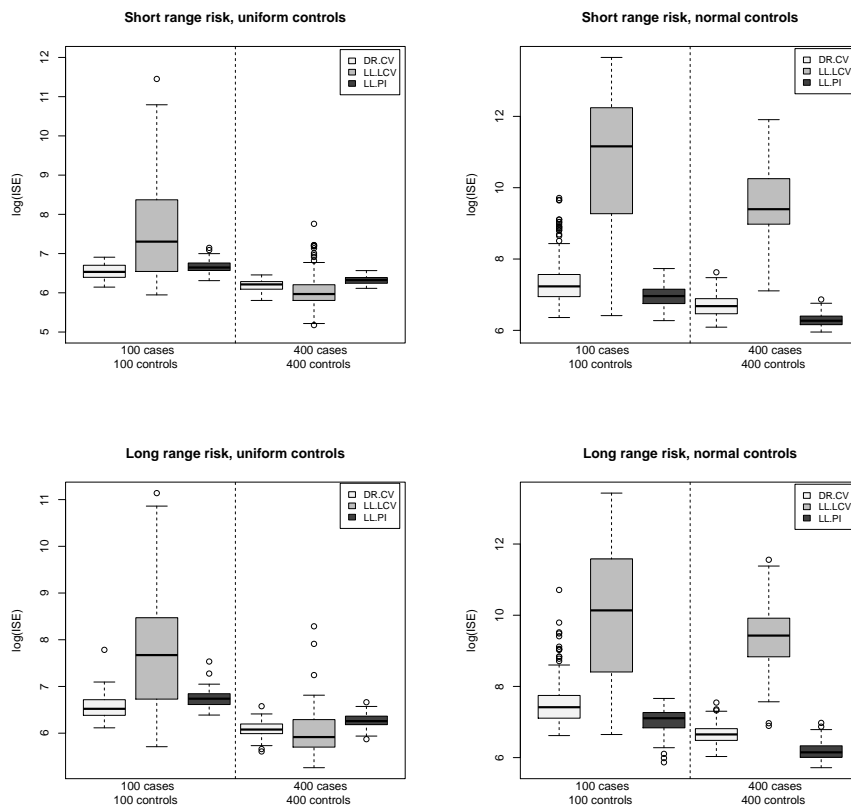 Short range risk, uniform controls
12
11
10
9
8
7
6
5
log(ISE)
DR.CV
LL.LCV
LL.PI
100 cases
100 controls
400 cases
400 controls
Short range risk, normal controls
12
10
8
6
log(ISE)
DR.CV
LL.LCV
LL.PI
100 cases
100 controls
400 cases
400 controls
Long range risk, uniform controls
11
10
9
8
7
6
log(ISE)
DR.CV
LL.LCV
LL.PI
100 cases
100 controls
400 cases
400 controls
Long range risk, normal controls
12
10
8
6
log(ISE)
DR.CV
LL.LCV
LL.PI
100 cases
100 controls
400 cases
400 controls